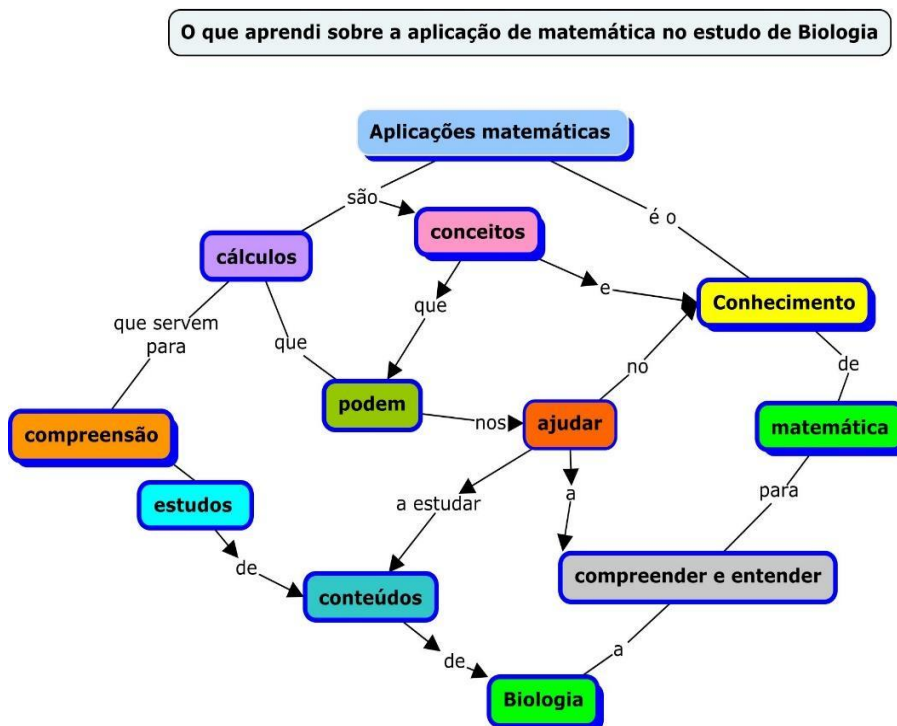 O que aprendi sobre a aplicação de matemática no estudo de Biologia
Aplicações matemáticas
são
é o
conceitos
cálculos
e
Conhecimento
que servem
para
que
que
no
de
podem
nos
ajudar
compreensão
matemática
estudos
a estudar
a
para
de
conteúdos
compreender e entender
de
a
Biologia